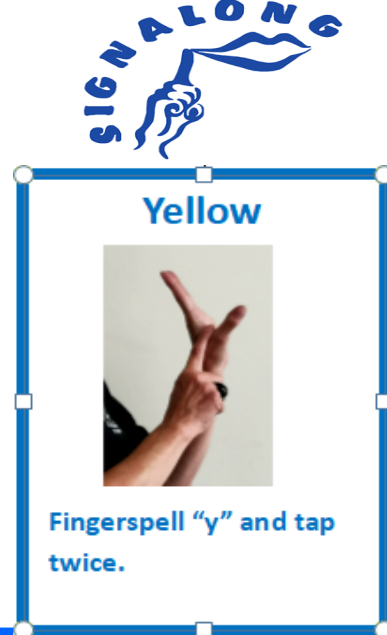 SIGNALONG
Yellow
Fingerspell “y” and tap
twice.